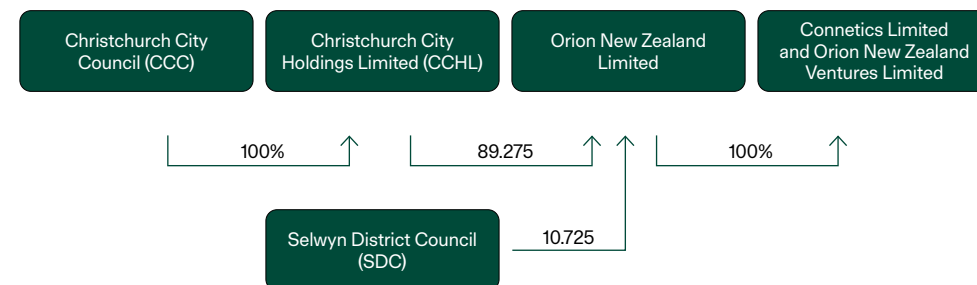 Christchurch City
Council (CCC)
Christchurch City
Holdings Limited (CCHL)
Orion New Zealand
Limited
Connetics Limited
and Orion New Zealand
Ventures Limited
100%
89.275
100%
Selwyn District Council
(SDC)
10.725